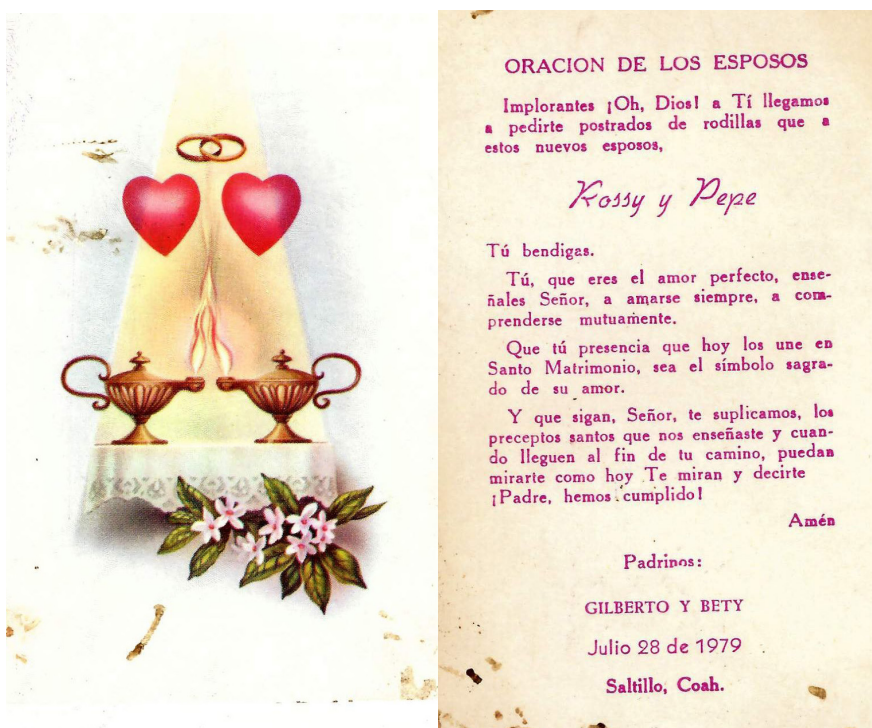 ORACION DE LOS ESPOSOS
Implorantes ¡Oh, Dios! a Tí llegamos
a pedirte postrados de rodillas que a
estos nuevos esposos,
Rossy y Pepe
Tú bendigas.
Tú, que eres el amor perfecto, ense-
ñales Señor, a amarse siempre, a com-
prenderse mutuamente.
Que tú presencia que hoy los une en
Santo Matrimonio, sea el símbolo sagra-
do de su amor.
Y que sigan, Señor, te suplicamos, los
preceptos santos que nos enseñaste y cuan-
do lleguen al fin de tu camino, puedan
mirarte como hoy Te miran y decirte
¡Padre, hemos cumplido!
Amén
Padrinos:
GILBERTO Y BETY
Julio 28 de 1979
Saltillo, Coah.